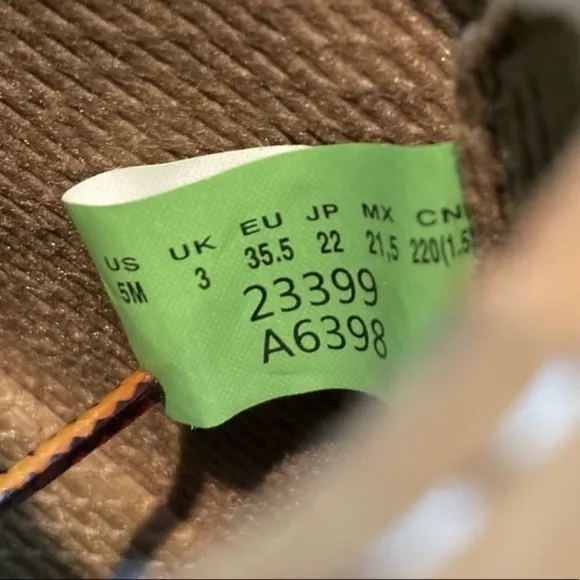 US UK EU JP MX CN
5M 3 35.5 22 21,5 220(1.5
23399
A6398